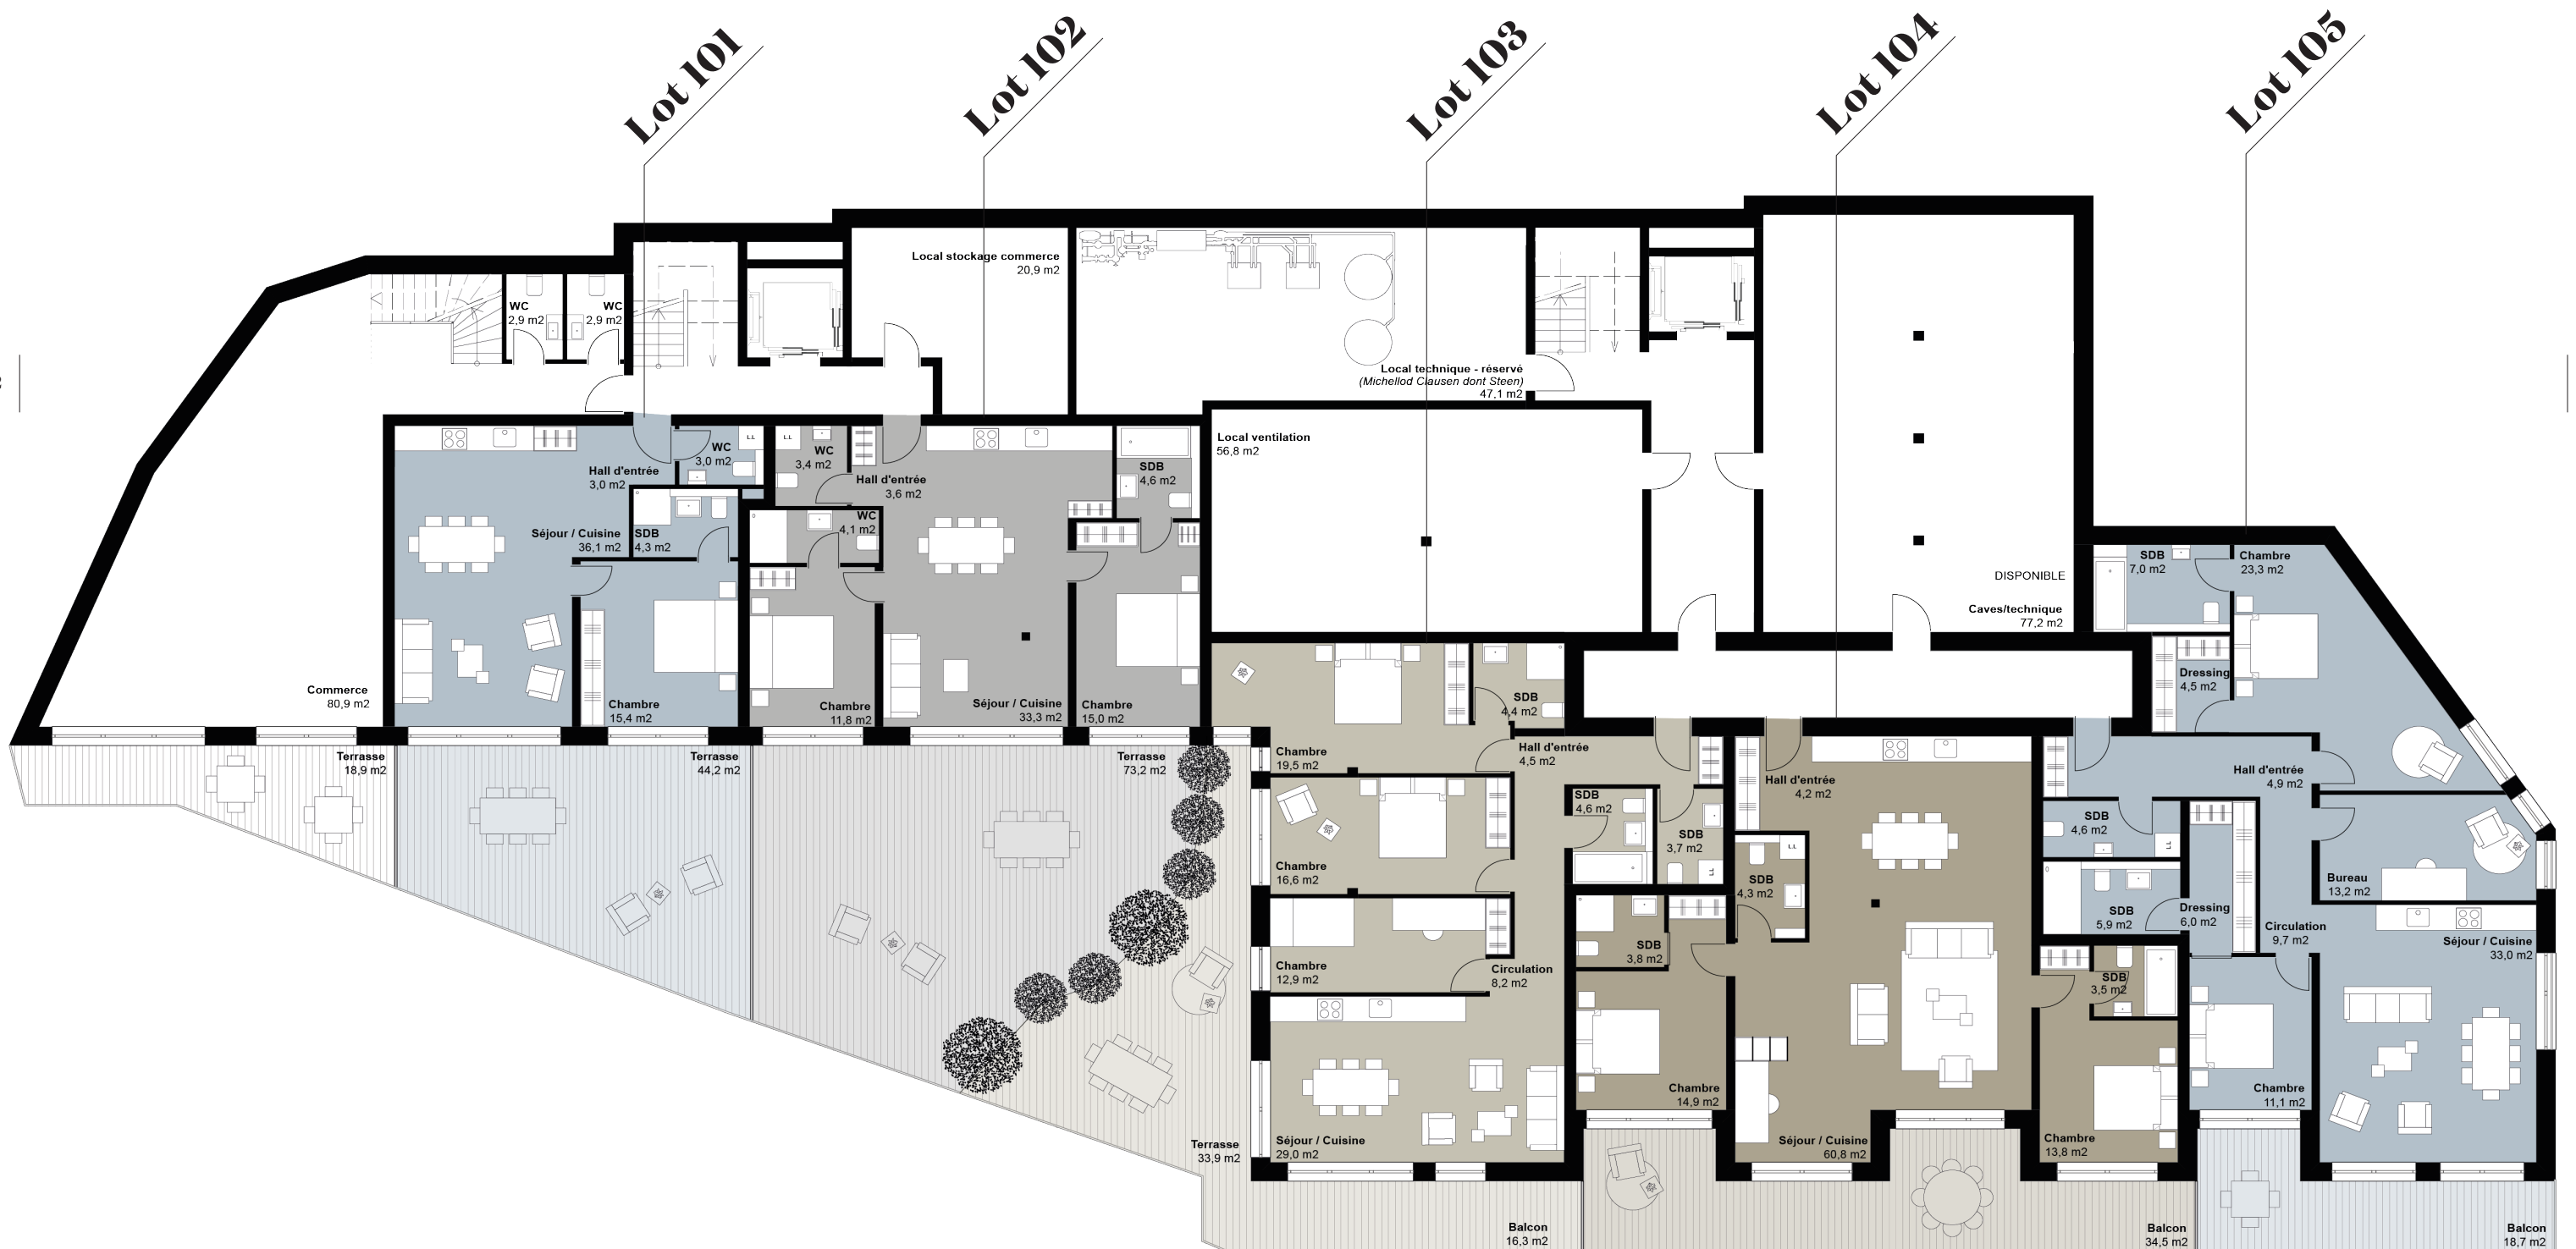 Lot 101
Lot 102
Lot 103
Lot 104
Lot 105
Local stockage commerce
20,9 m2
WC
2,9 m2
WC
2,9 m2
Local technique - réservé
(Michellod Clausen dont Steen)
47,1 m2
Local ventilation
56,8 m2
DISPONIBLE
Caves/technique
77,2 m2
Commerce
80,9 m2
Terrasse
18,9 m2
LL
WC
3,0 m2
Hall d'entrée
3,0 m2
Séjour / Cuisine
36,1 m2
SDB
4,3 m2
Chambre
15,4 m2
Terrasse
44,2 m2
LL
WC
3,4 m2
Hall d'entrée
3,6 m2
SDB
4,6 m2
WC
4,1 m2
Chambre
11,8 m2
Séjour / Cuisine
33,3 m2
Chambre
15,0 m2
Terrasse
73,2 m2
SDB
4,4 m2
Chambre
19,5 m2
Hall d'entrée
4,5 m2
SDB
4,6 m2
SDB
3,7 m2
LL
Chambre
16,6 m2
Chambre
12,9 m2
Circulation
8,2 m2
Séjour / Cuisine
29,0 m2
Terrasse
33,9 m2
Balcon
16,3 m2
Hall d'entrée
4,2 m2
LL
SDB
4,3 m2
SDB
3,8 m2
Chambre
14,9 m2
Séjour / Cuisine
60,8 m2
SDB
3,5 m2
Chambre
13,8 m2
Balcon
34,5 m2
SDB
7,0 m2
Chambre
23,3 m2
Dressing
4,5 m2
Hall d'entrée
4,9 m2
SDB
4,6 m2
LL
SDB
5,9 m2
Dressing
6,0 m2
Bureau
13,2 m2
Circulation
9,7 m2
Séjour / Cuisine
33,0 m2
Chambre
11,1 m2
Balcon
18,7 m2